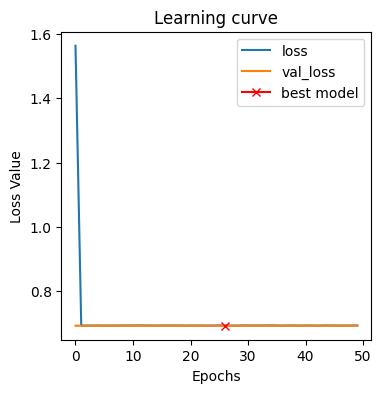 Learning curve
1.6
1.4
1.2
1.0
0.8
Loss Value
loss
val_loss
best model
0 10 20 30 40 50
Epochs